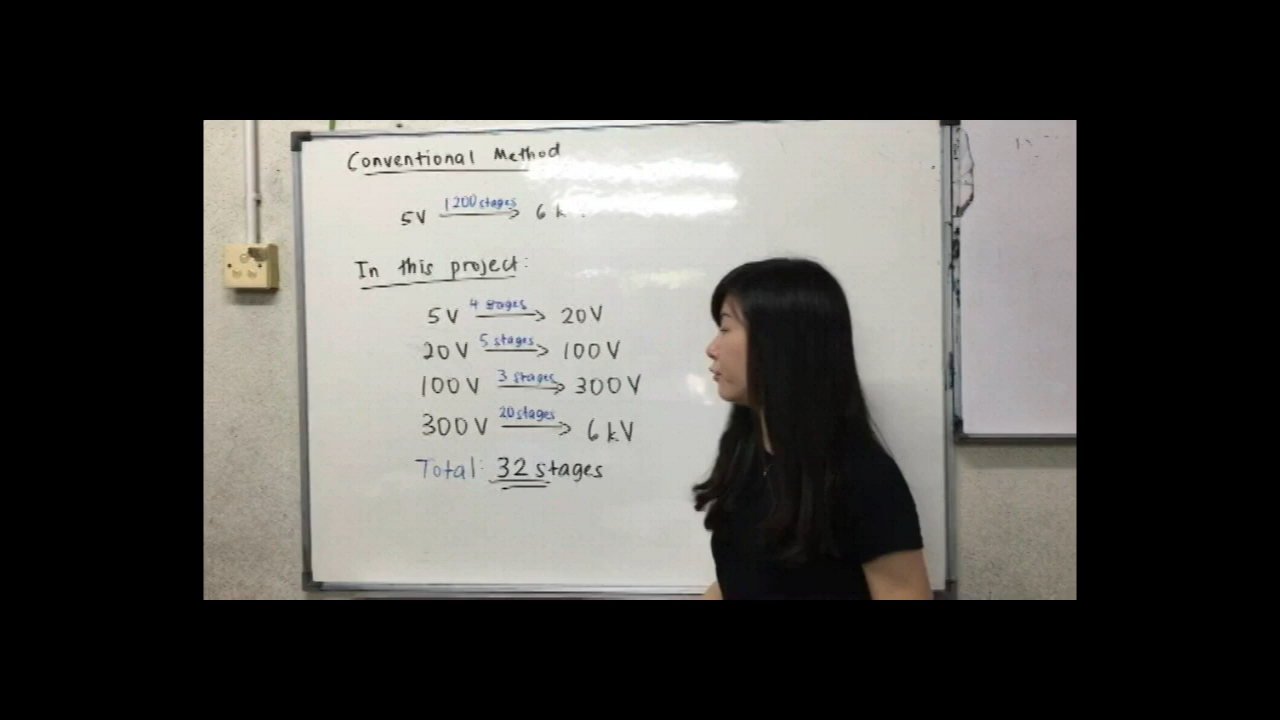 Conventional Method
5V 1200 stages → 6 k
In this project:
5V 4 stages → 20V
20V 5 stages → 100V
100V 3 stages → 300V
300V 20 stages → 6 kV
Total: 32 stages